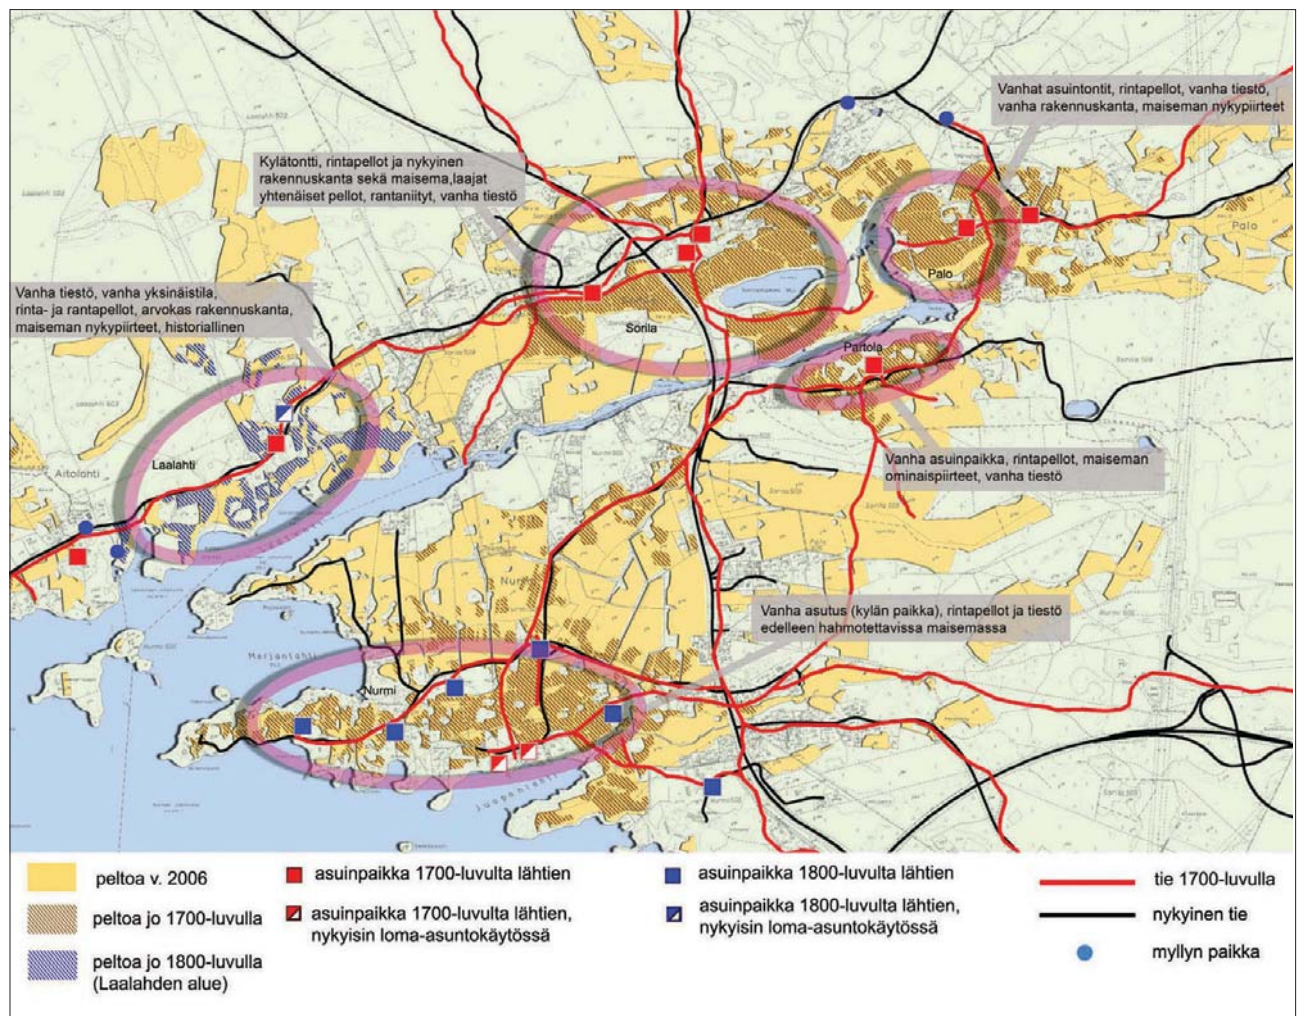 Vanhat asuintontit, rintapellot, vanha tiestö,
vanha rakennuskanta, maiseman nykypiirteet
Kylätontti, rintapellot ja nykyinen
rakennuskanta sekä maisema,laajat
yhtenäiset pellot, rantaniityt, vanha tiestö
Palo
Palo
Vanha tiestö, vanha yksinäistila,
rinta- ja rantapellot, arvokas rakennuskanta,
maiseman nykypiirteet, historiallinen
Sorila
Partola
Laalahti
Aitolahti
Vanha asuinpaikka, rintapellot, maiseman
ominaispiirteet, vanha tiestö
Nurmi
Vanha asutus (kylän paikka), rintapellot ja tiestö
edelleen hahmotettavissa maisemassa
Merjanlahti
Nurmi
peltoa v. 2006
peltoa jo 1700-luvulla
peltoa jo 1800-luvulla
(Laalahden alue)
asuinpaikka 1700-luvulta lähtien
asuinpaikka 1700-luvulta lähtien,
nykyisin loma-asuntokäytössä
asuinpaikka 1800-luvulta lähtien
asuinpaikka 1800-luvulta lähtien,
nykyisin loma-asuntokäytössä
tie 1700-luvulla
nykyinen tie
myllyn paikka